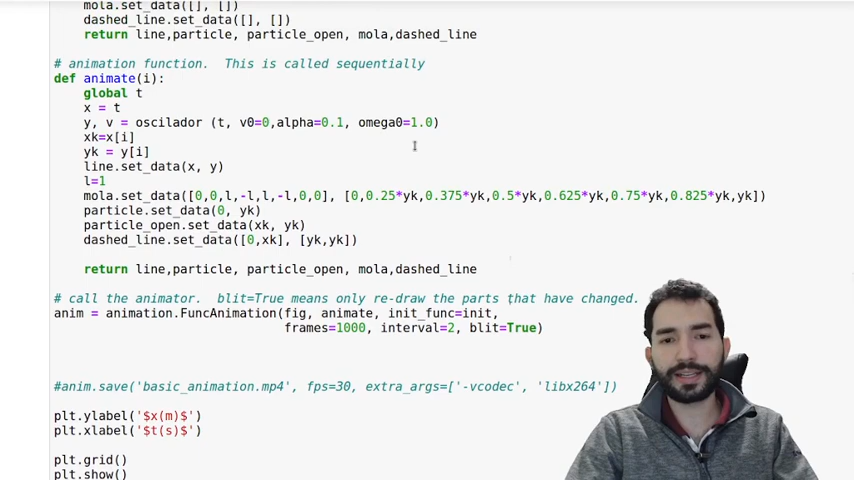 mola.set_data([], [])
dashed_line.set_data([], [])
return line,particle, particle_open, mola,dashed_line
# animation function.  This is called sequentially
def animate(i):
global t
x = t
y, v = oscilador (t, v0=0,alpha=0.1, omega0=1.0)
xk=x[i]
yk = y[i]
line.set_data(x, y)
l=1
mola.set_data([0,0,l,-l,l,-l,0,0], [0,0.25*yk,0.375*yk,0.5*yk,0.625*yk,0.75*yk,0.825*yk,yk])
particle.set_data(0, yk)
particle_open.set_data(xk, yk)
dashed_line.set_data([0,xk], [yk,yk])
return line,particle, particle_open, mola,dashed_line
# call the animator.  blit=True means only re-draw the parts that have changed.
anim = animation.FuncAnimation(fig, animate, init_func=init,
frames=1000, interval=2, blit=True)
#anim.save('basic_animation.mp4', fps=30, extra_args=['-vcodec', 'libx264'])
plt.ylabel('$x(m)$')
plt.xlabel('$t(s)$')
plt.grid()
plt.show()